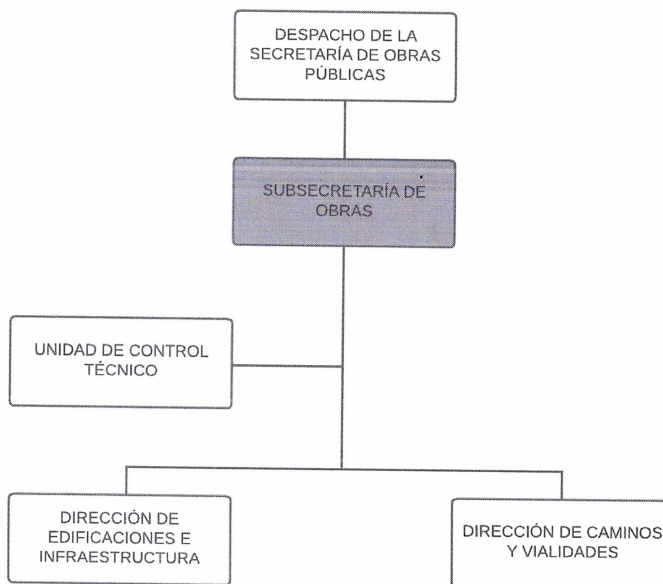 DESPACHO DE LA
SECRETARÍA DE OBRAS
PÚBLICAS
SUBSECRETARÍA DE
OBRAS
UNIDAD DE CONTROL
TÉCNICO
DIRECCIÓN DE
EDIFICACIONES E
INFRAESTRUCTURA
DIRECCIÓN DE CAMINOS
Y VIALIDADES